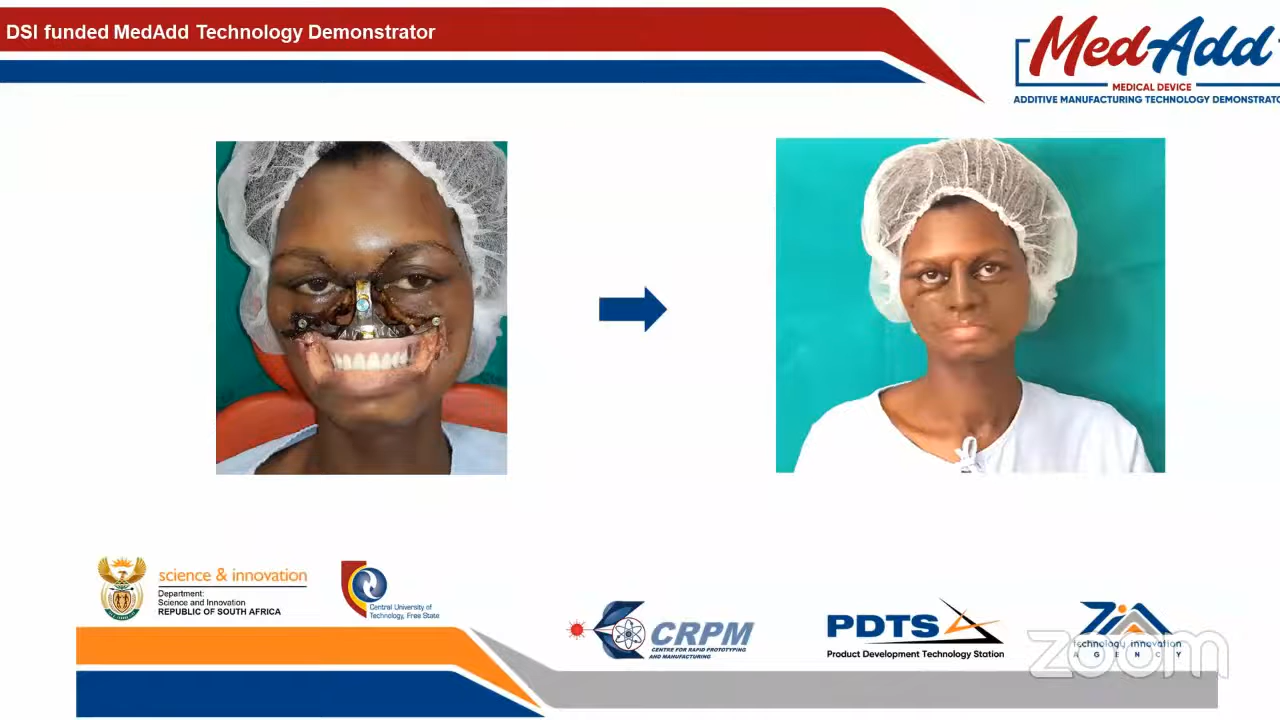 DSI funded MedAdd Technology Demonstrator
MedAdd
MEDICAL DEVICE
ADDITIVE MANUFACTURING TECHNOLOGY DEMONSTRATO
science & innovation
Department:
Science and Innovation
REPUBLIC OF SOUTH AFRICA
Central University of
Technology, Free State
CRPM
CENTRE FOR RAPID PROTOTYPING
AND MANUFACTURING
PDTS
Product Development Technology Station
TIA
technology innovation
AGENCY
zoom